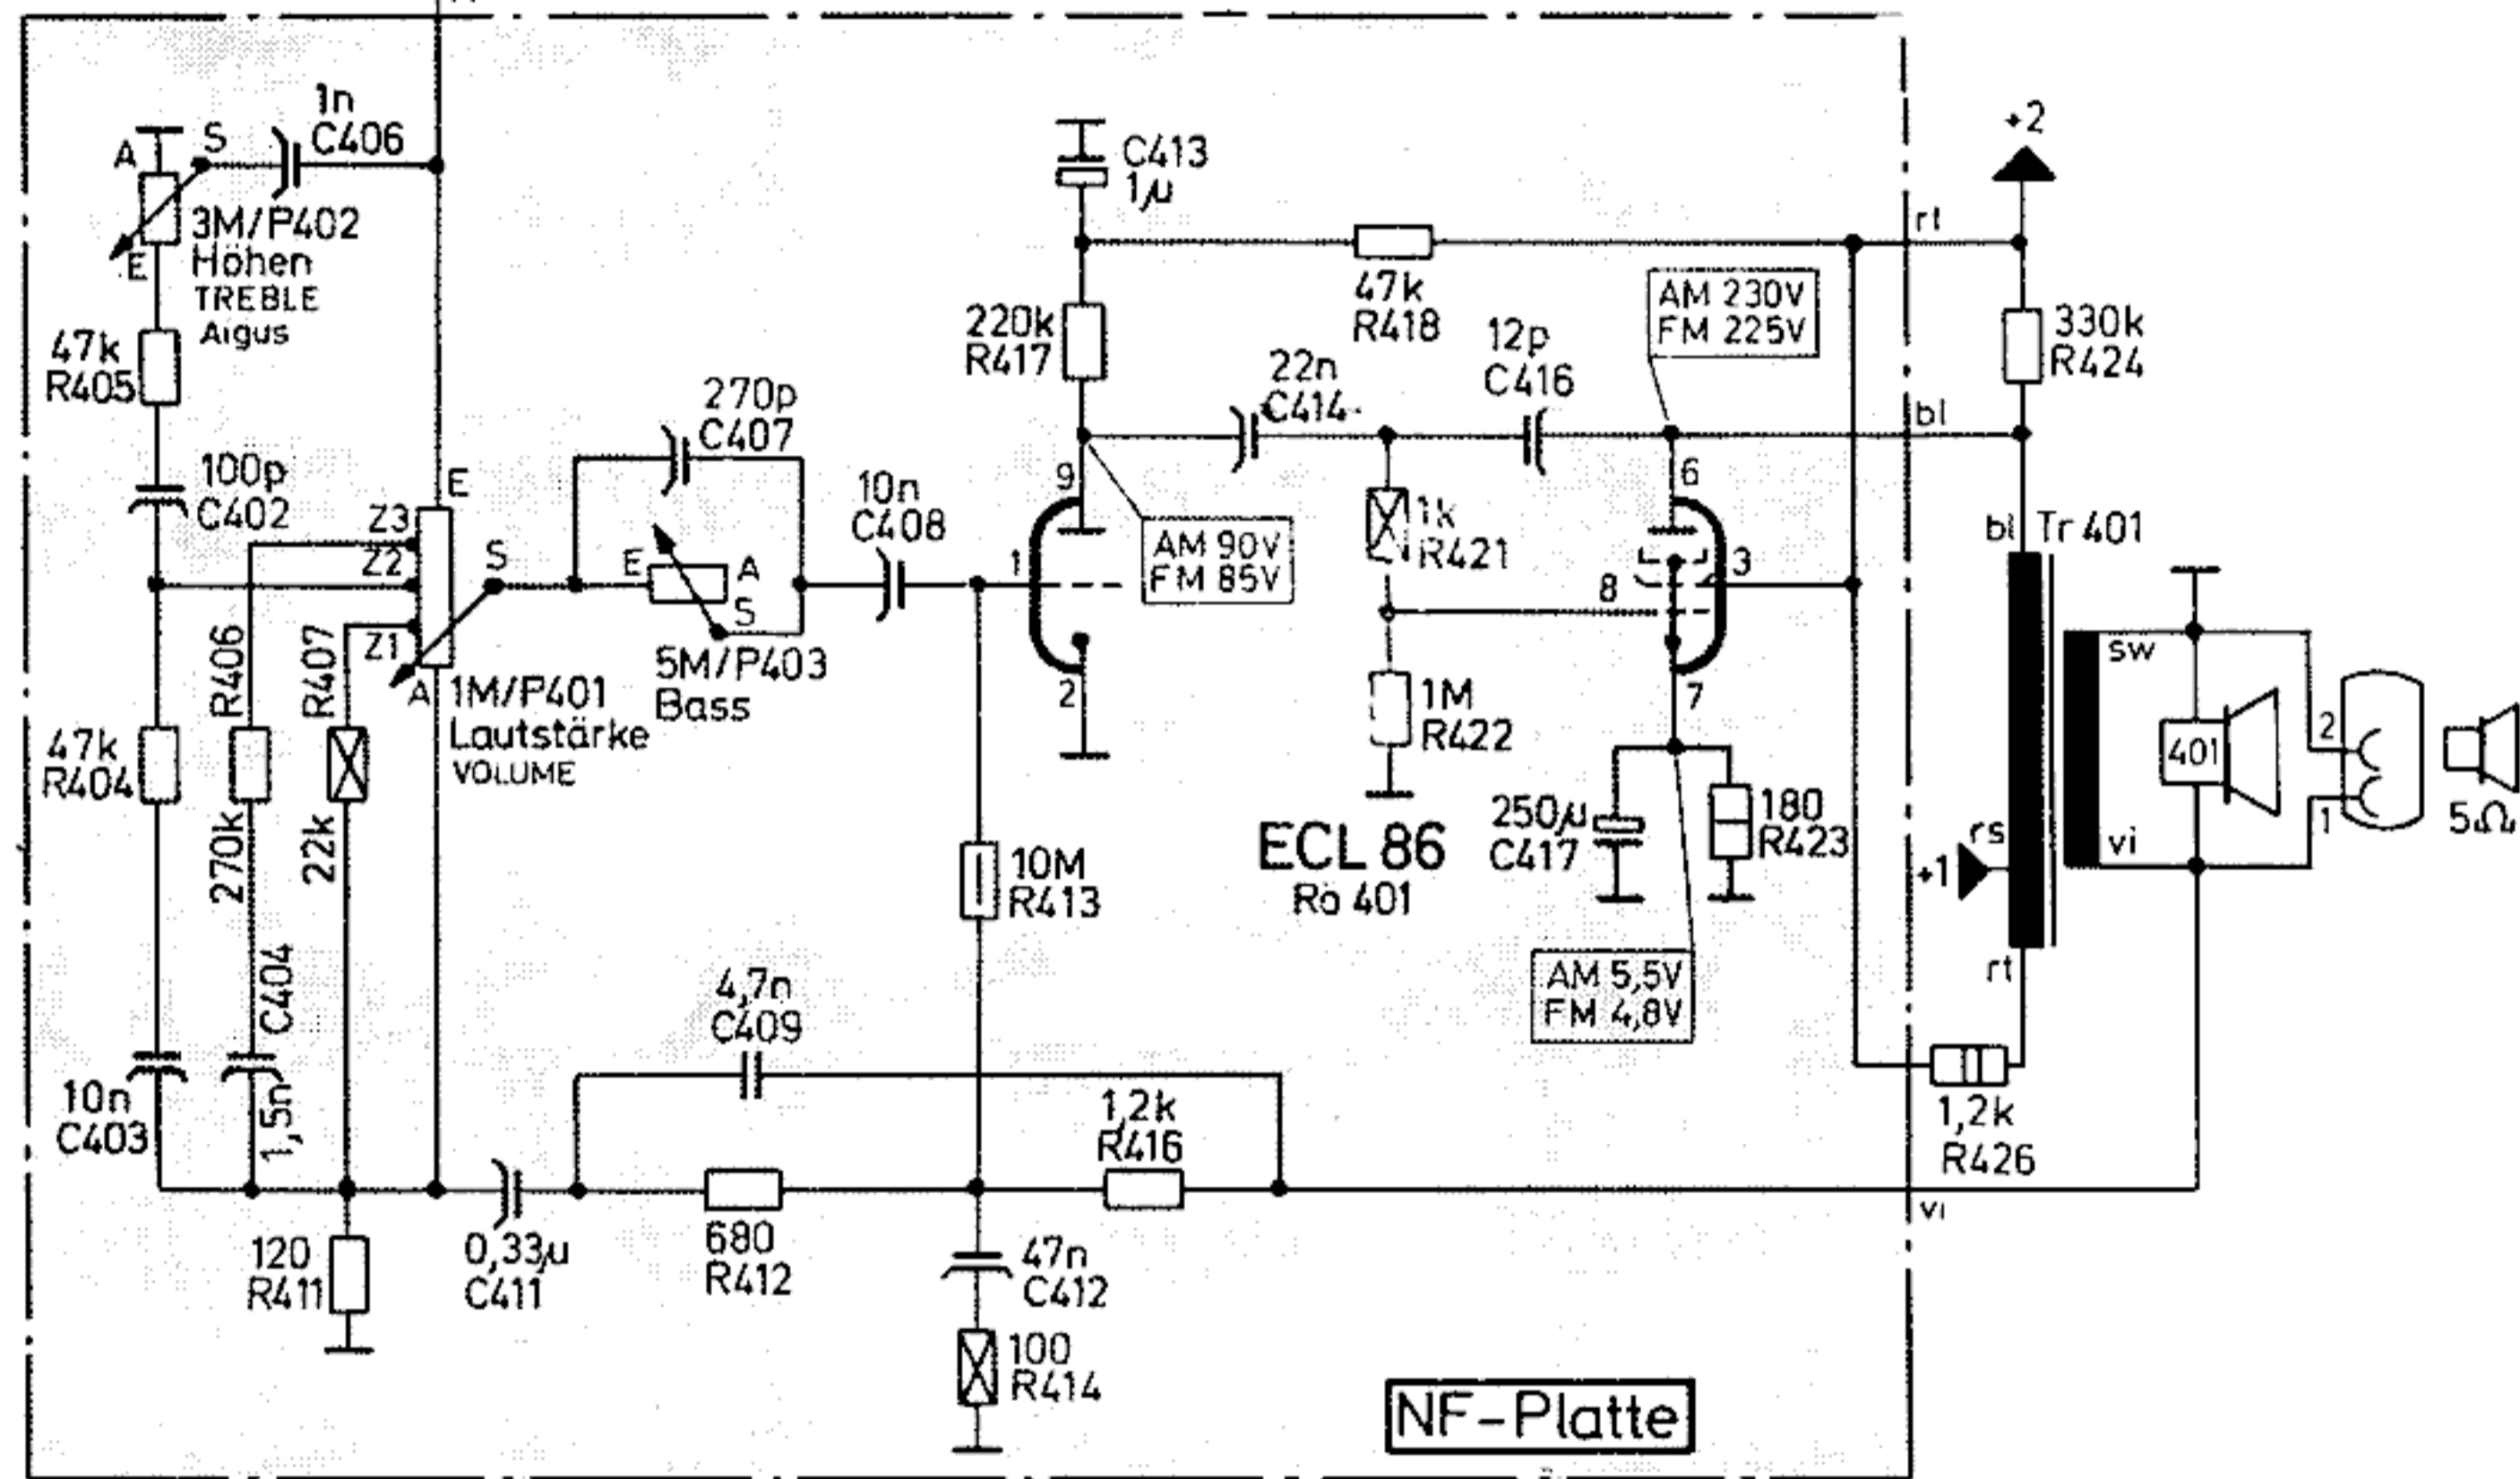 1n
C406
A
S
E
3M/P402
Höhen
TREBLE
Aigus
47k
R405
100p
C402
E
Z3
Z2
Z1
S
A
1M/P401
Lautstärke
VOLUME
47k
R404
R406
270k
R407
22k
C404
1,5n
10n
C403
120
R411
0,33µ
C411
270p
C407
E
A
S
5M/P403
Bass
10n
C408
4,7n
C409
680
R412
10M
R413
1,2k
R416
47n
C412
100
R414
C413
1µ
220k
R417
47k
R418
22n
C414
12p
C416
9
1
2
AM 90V
FM 85V
AM 230V
FM 225V
1k
R421
1M
R422
6
8
3
7
ECL 86
Rö 401
250µ
C417
180
R423
AM 5,5V
FM 4,8V
NF-Platte
rt
bl
vi
+2
330k
R424
bl
Tr 401
rs
+1
rt
1,2k
R426
sw
vi
401
2
1
5Ω